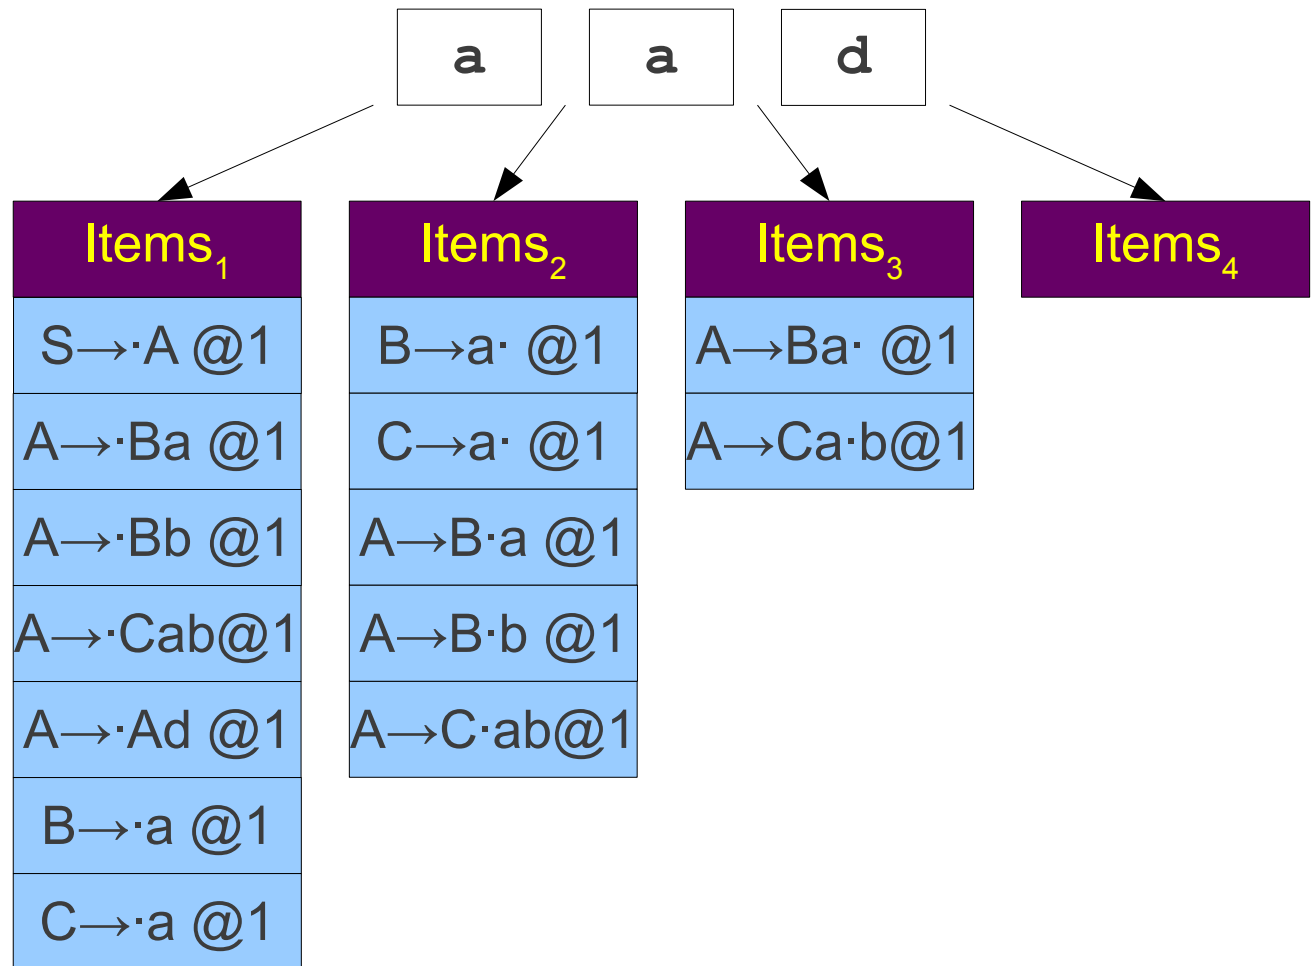 a a d
Items₁ Items₂ Items₃ Items₄
S→·A @1 B→a· @1 A→Ba· @1
A→·Ba @1 C→a· @1 A→Ca·b@1
A→·Bb @1 A→B·a @1
A→·Cab@1 A→B·b @1
A→·Ad @1 A→C·ab@1
B→·a @1
C→·a @1